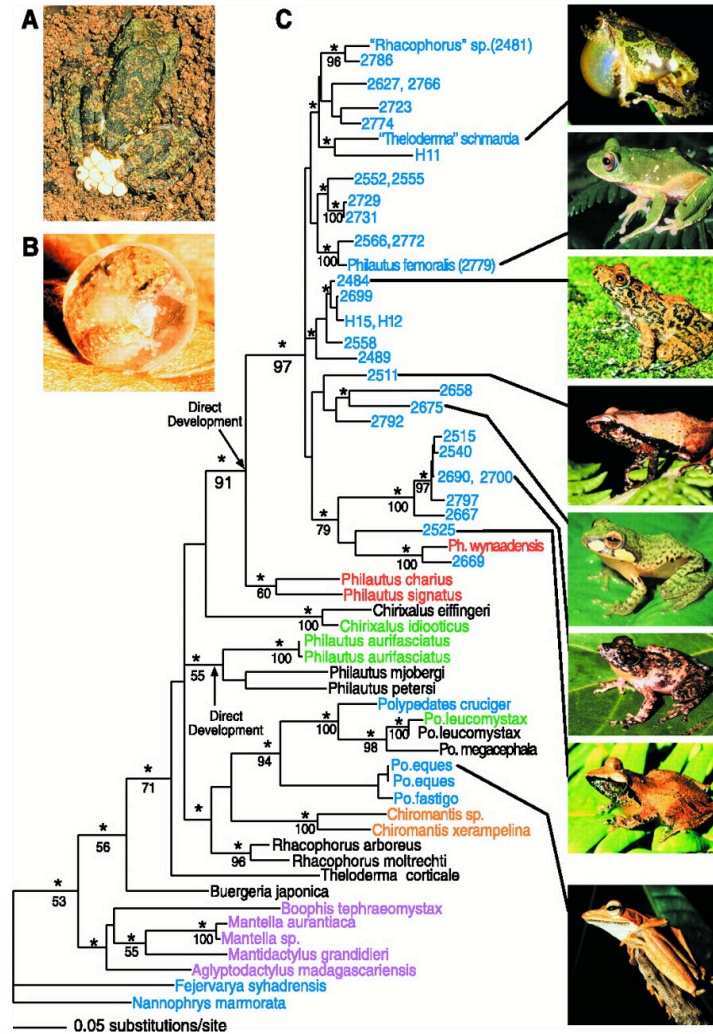 A
B
C
"Rhacophorus" sp.(2481)
96
2786
2627, 2766
2723
2774
"Theloderma" schmarda
H11
2552, 2555
2729
100
2731
2566, 2772
100
Philautus femoralis (2779)
2484
2699
H15, H12
2558
2489
97
2511
2658
2675
2792
Direct
Development
2515
2540
2690, 2700
97
2797
100
2667
91
79
2525
Ph. wynaadensis
100
2669
Philautus charius
60
Philautus signatus
Chirixalus eiffingeri
100
Chirixalus idiooticus
Philautus aurifasciatus
100
Philautus aurifasciatus
55
Philautus mjobergi
Philautus petersi
Direct
Development
Polypedates cruciger
100
Po.leucomystax
100
Po.leucomystax
98
Po. megacephala
94
Po.eques
Po.eques
Po.fastigo
71
Chiromantis sp.
100
Chiromantis xerampelina
Rhacophorus arboreus
96
Rhacophorus moltrechti
Theloderma corticale
56
Buergeria japonica
53
Boophis tephraeomystax
Mantella aurantiaca
100
Mantella sp.
55
Mantidactylus grandidieri
Aglyptodactylus madagascariensis
Fejervarya syhadrensis
Nannophrys marmorata
0.05 substitutions/site